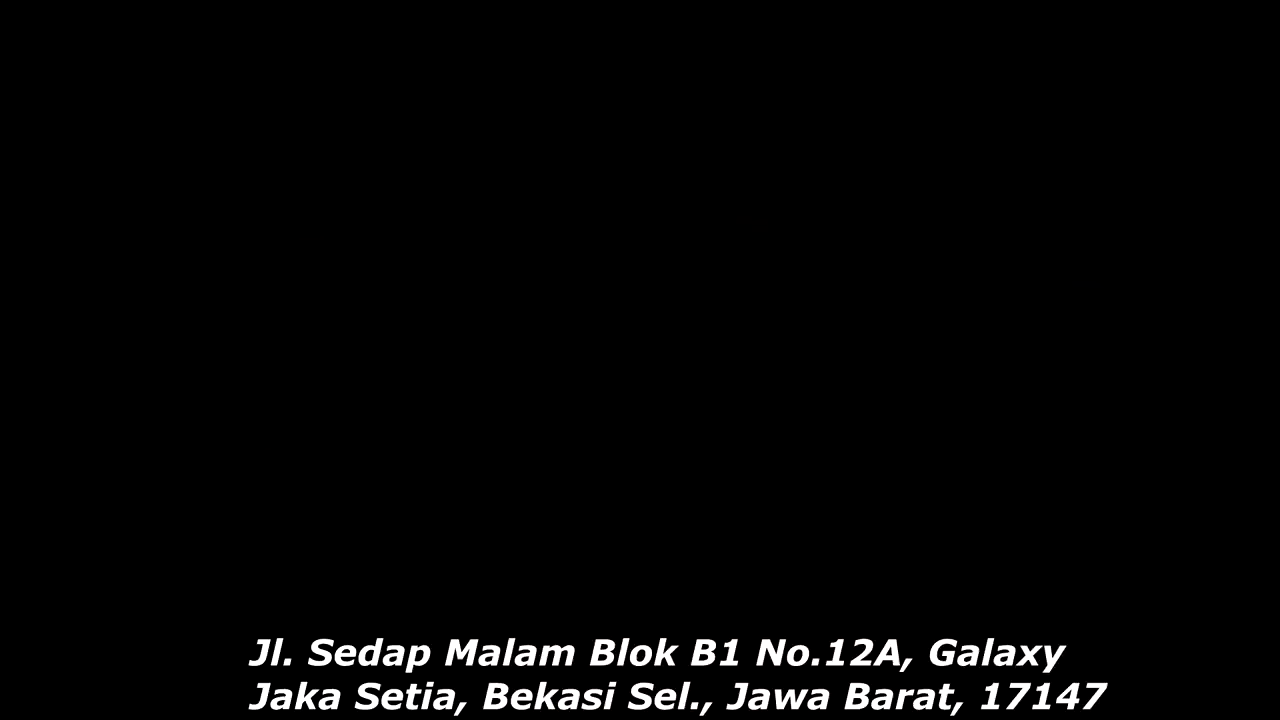 Jl. Sedap Malam Blok B1 No.12A, Galaxy
Jaka Setia, Bekasi Sel., Jawa Barat, 17147